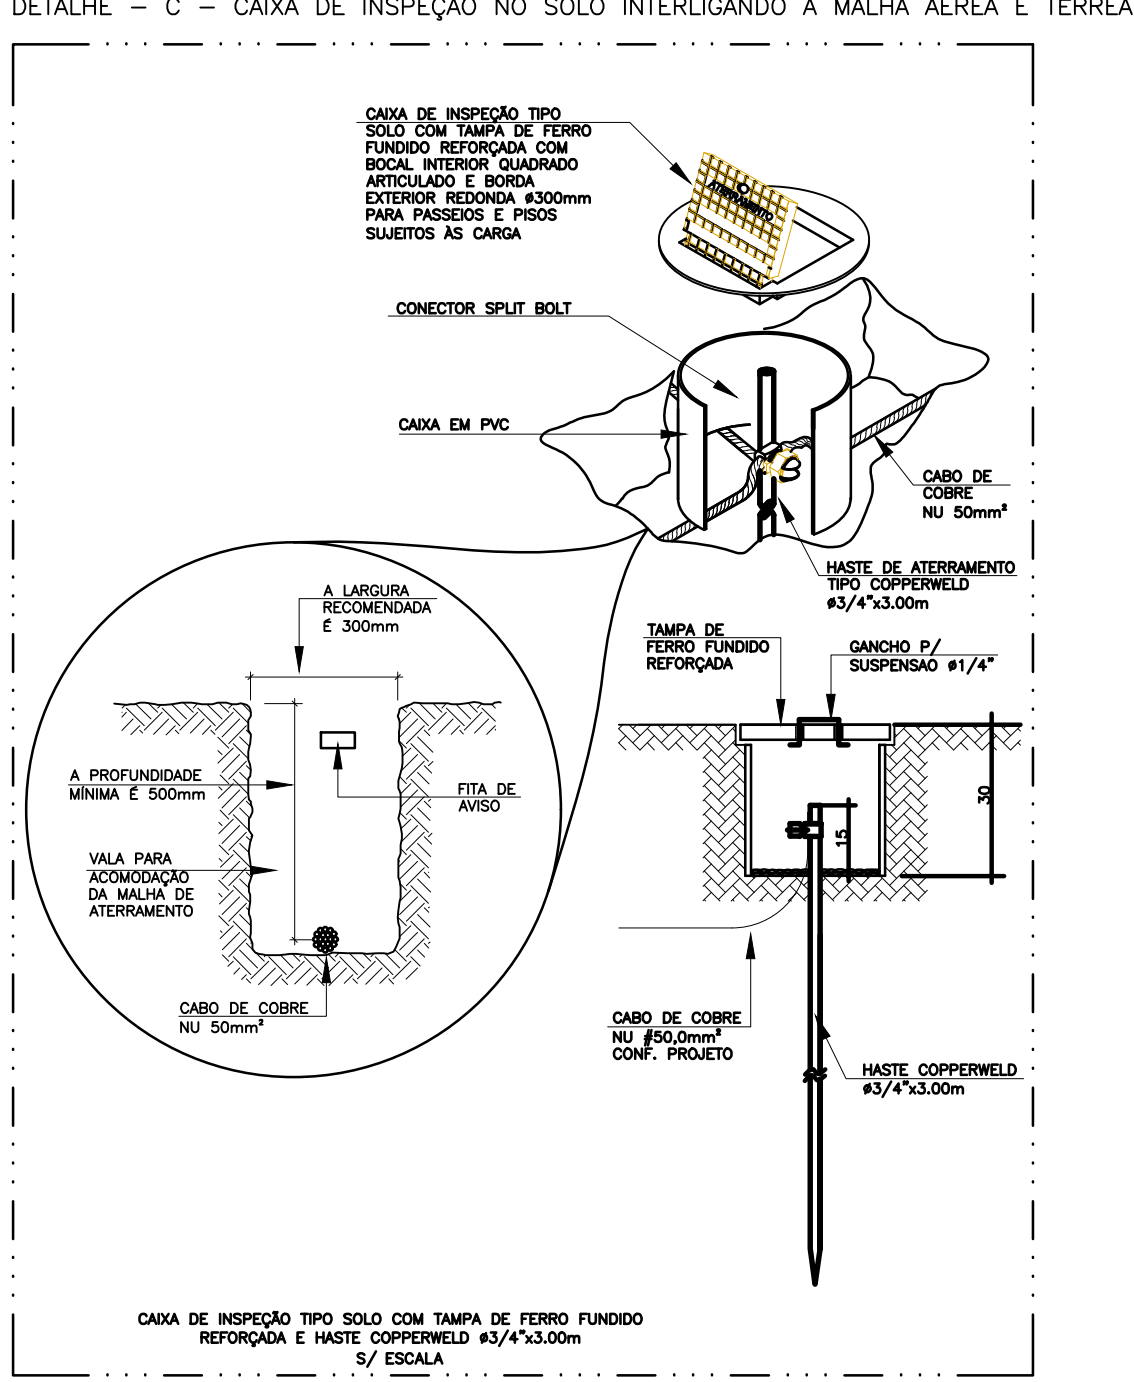 DETALHE - C - CAIXA DE INSPEÇÃO NO SOLO INTERLIGANDO A MALHA AÉREA E TÉRREA
CAIXA DE INSPEÇÃO TIPO
SOLO COM TAMPA DE FERRO
FUNDIDO REFORÇADA COM
BOCAL INTERIOR QUADRADO
ARTICULADO E BORDA
EXTERIOR REDONDA ø300mm
PARA PASSEIOS E PISOS
SUJEITOS ÀS CARGA
ATERRAMENTO
CONECTOR SPLIT BOLT
CAIXA EM PVC
CABO DE
COBRE
NU 50mm²
HASTE DE ATERRAMENTO
TIPO COPPERWELD
ø3/4"x3.00m
A LARGURA
RECOMENDADA
É 300mm
A PROFUNDIDADE
MÍNIMA É 500mm
FITA DE
AVISO
VALA PARA
ACOMODAÇÃO
DA MALHA DE
ATERRAMENTO
CABO DE COBRE
NU 50mm²
TAMPA DE
FERRO FUNDIDO
REFORÇADA
GANCHO P/
SUSPENSAO ø1/4"
30
15
CABO DE COBRE
NU #50,0mm²
CONF. PROJETO
HASTE COPPERWELD
ø3/4"x3.00m
CAIXA DE INSPEÇÃO TIPO SOLO COM TAMPA DE FERRO FUNDIDO
REFORÇADA E HASTE COPPERWELD ø3/4"x3.00m
S/ ESCALA